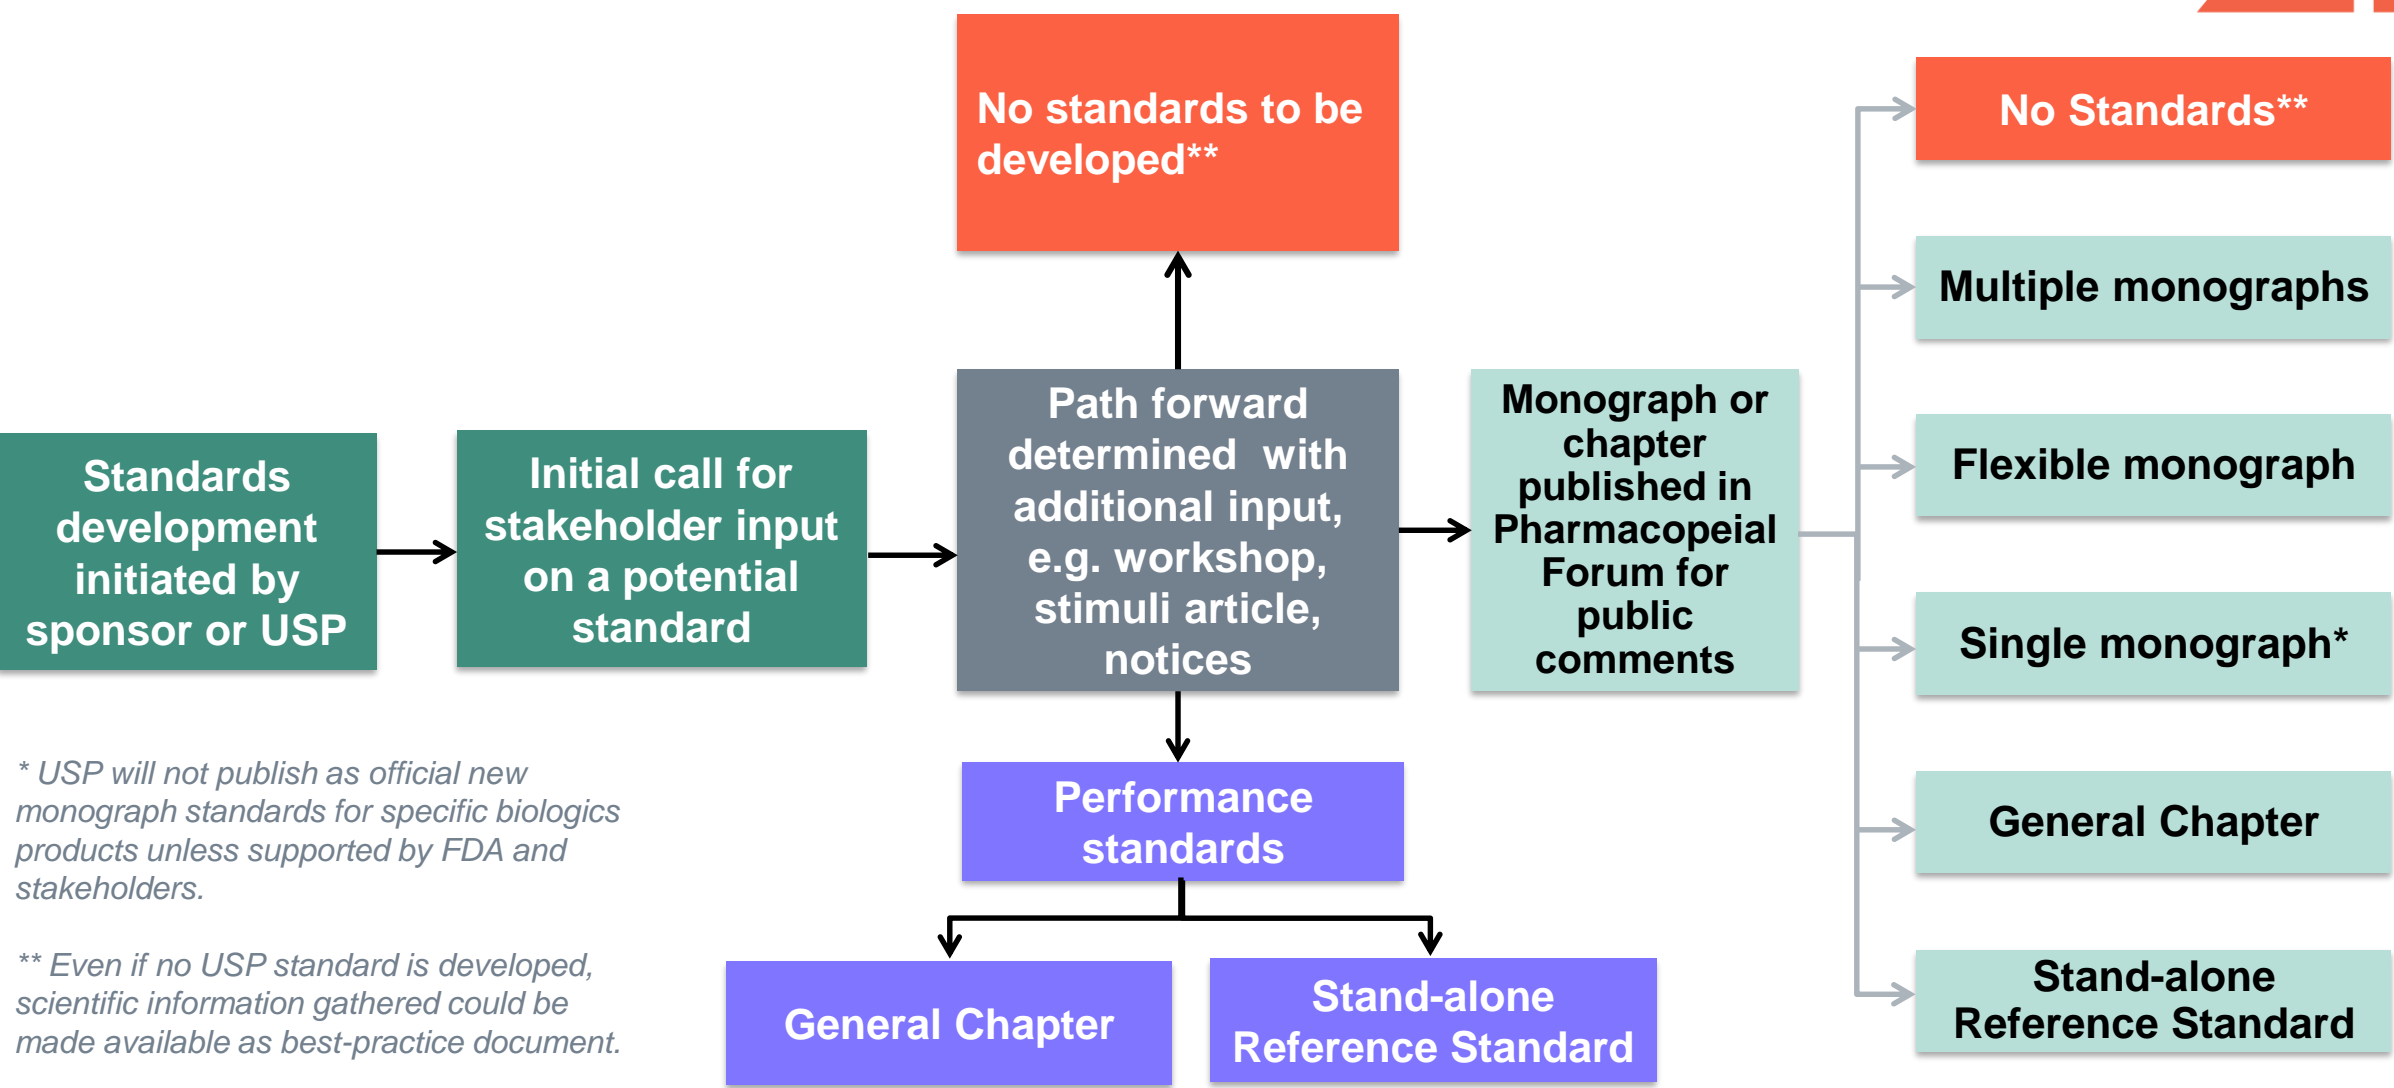 No standards to be
developed**
Standards
development
initiated by
sponsor or USP
Initial call for
stakeholder input
on a potential
standard
Path forward
determined with
additional input,
e.g. workshop,
stimuli article,
notices
Monograph or
chapter
published in
Pharmacopeial
Forum for
public
comments
No Standards**
Multiple monographs
Flexible monograph
Single monograph*
General Chapter
Stand-alone
Reference Standard
Performance
standards
General Chapter
Stand-alone
Reference Standard
* USP will not publish as official new
monograph standards for specific biologics
products unless supported by FDA and
stakeholders.
** Even if no USP standard is developed,
scientific information gathered could be
made available as best-practice document.